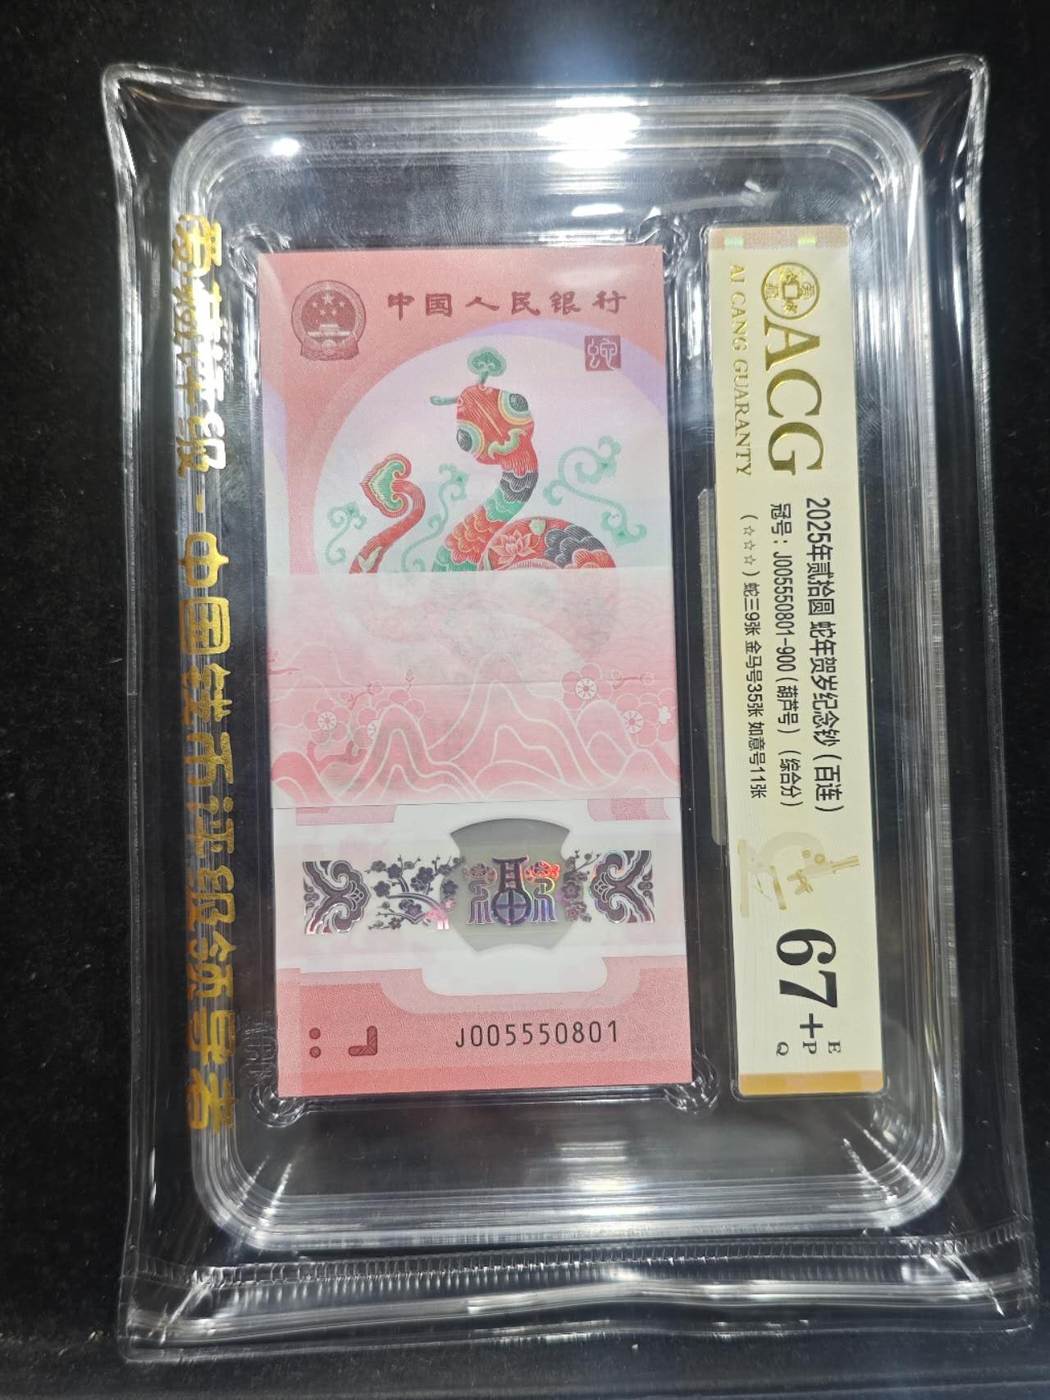 爱藏评级-中国钱币评级领导者
中国人民银行
蛇
福
J005550801
ACG
AI CANG GUARANTY
2025年贰拾圆 蛇年贺岁纪念钞(百连)
冠号:J005550801-900(葫芦号) (综合分)
(☆☆☆) 蛇三9张 金马号35张 如意号11张
67+
EPQ